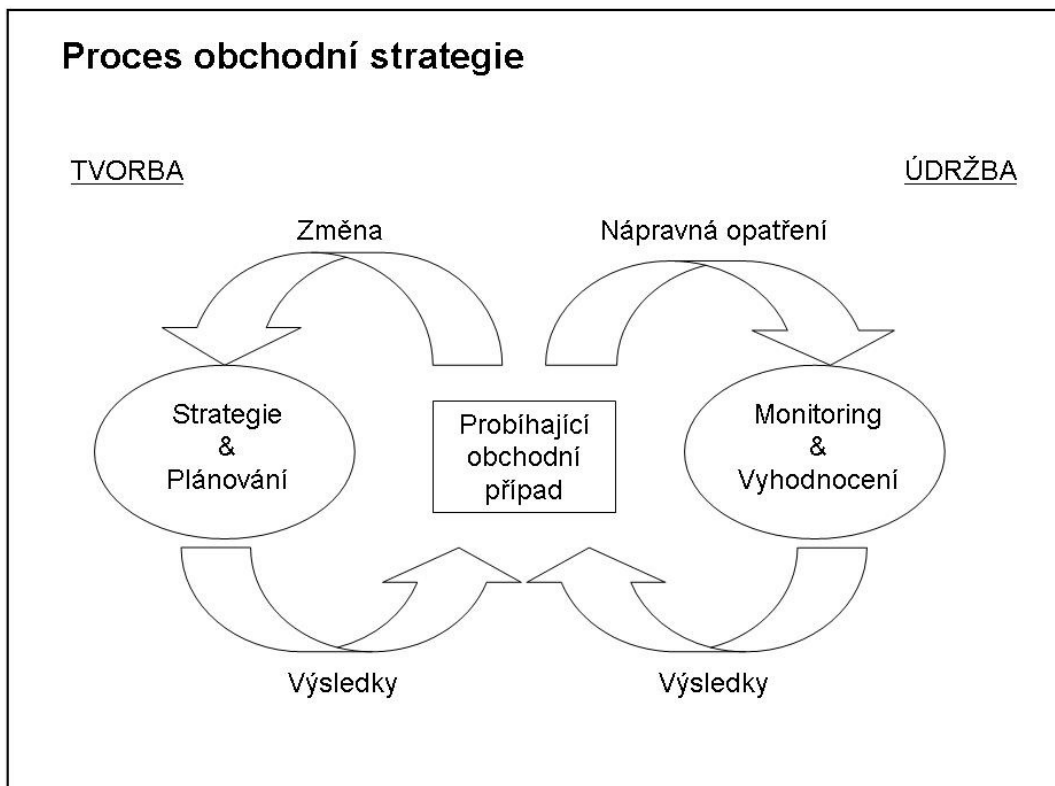 Proces obchodní strategie
TVORBA
ÚDRŽBA
Změna
Nápravná opatření
Strategie
&
Plánování
Probíhající
obchodní
případ
Monitoring
&
Vyhodnocení
Výsledky
Výsledky